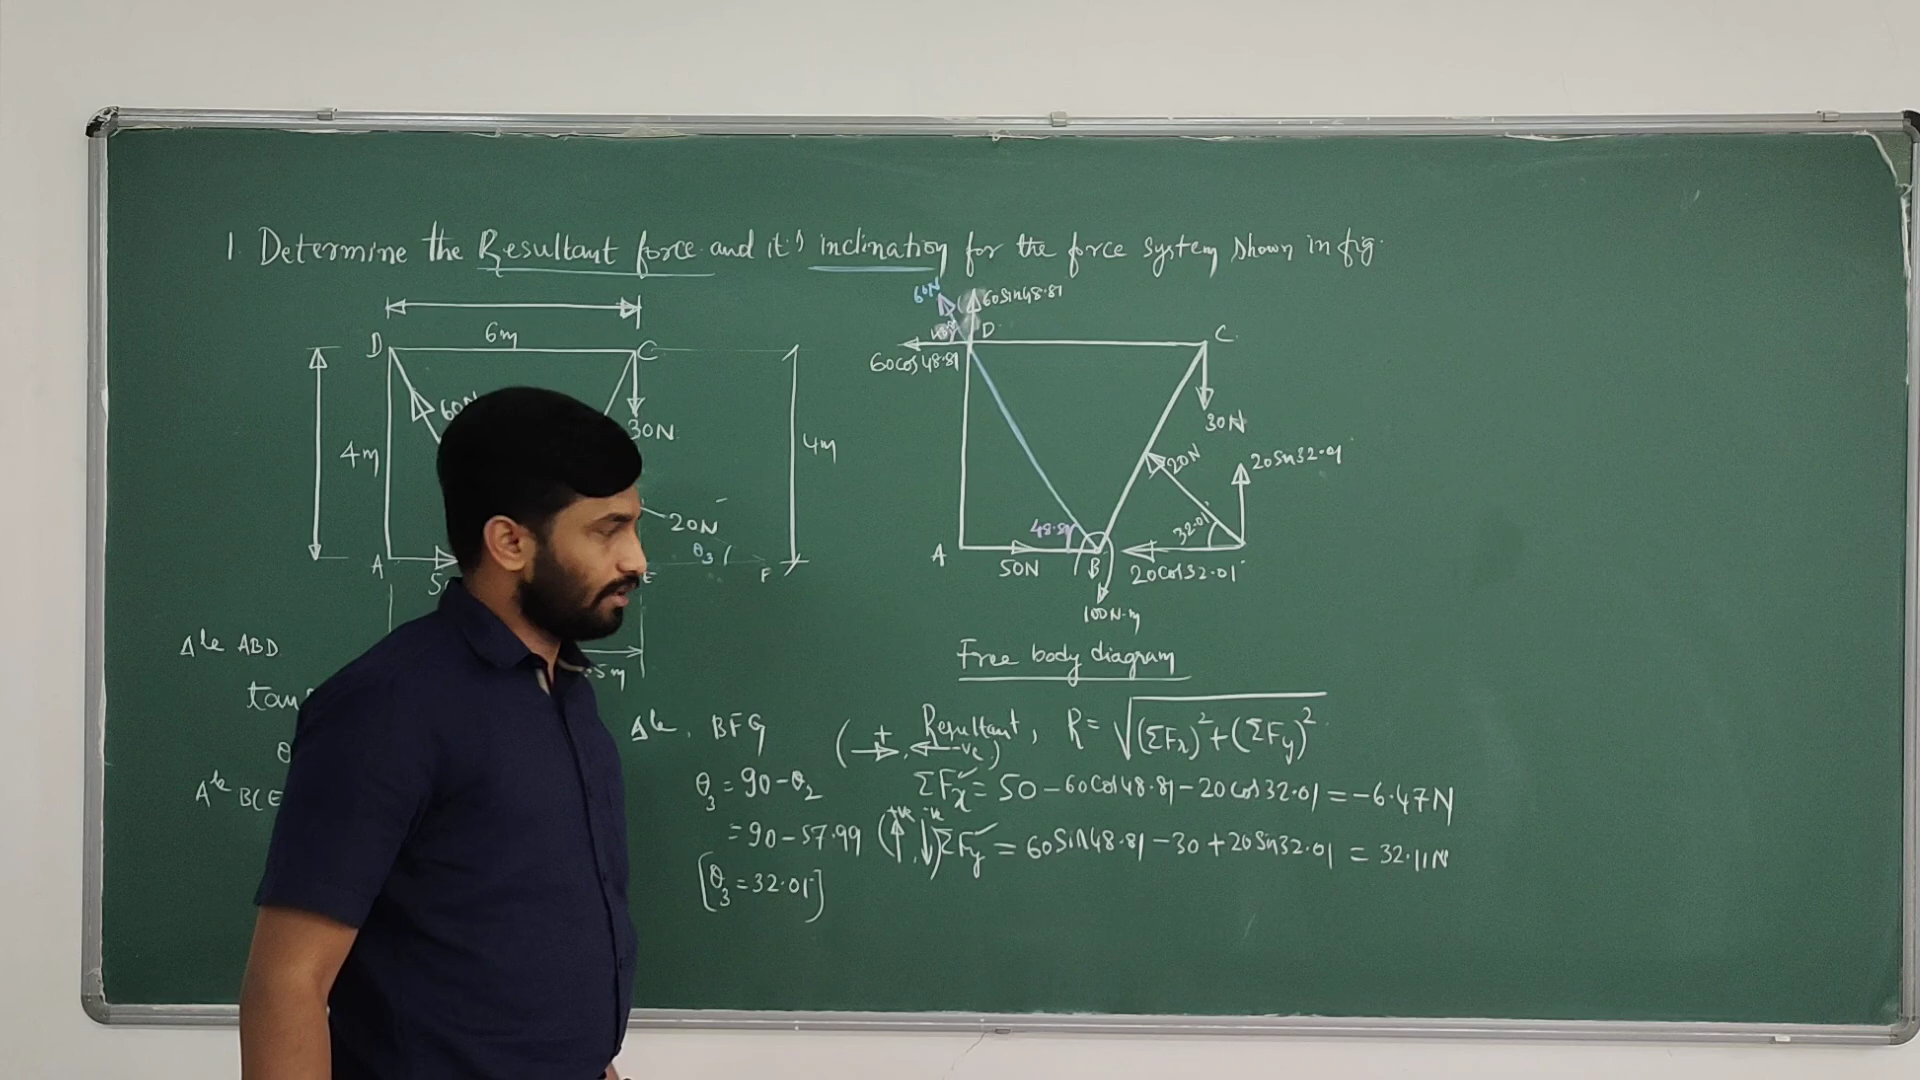 1. Determine the Resultant force and it's inclination for the force system shown in fig.
6m
D
C
4m
60N
30N
4m
20N
θ3
A
E
F
.5m
Δle ABD
tan
θ
Δle BCE
Δle, BFG
θ3 = 90-θ2
= 90-57.99
[θ3 = 32.01]
60N
60sin48.81
D
C
60cos48.81
30N
20N
20sin32.01
48.81
32.01
A
50N
B
20cos32.01
100N-m
Free body diagram
Resultant, R = √(ΣFx)²+(ΣFy)²
(+ → , ← -ve)
ΣFx = 50 - 60cos48.81 - 20cos32.01 = -6.47N
(+ve ↑ , -ve ↓) ΣFy = 60sin48.81 - 30 + 20sin32.01 = 32.11N